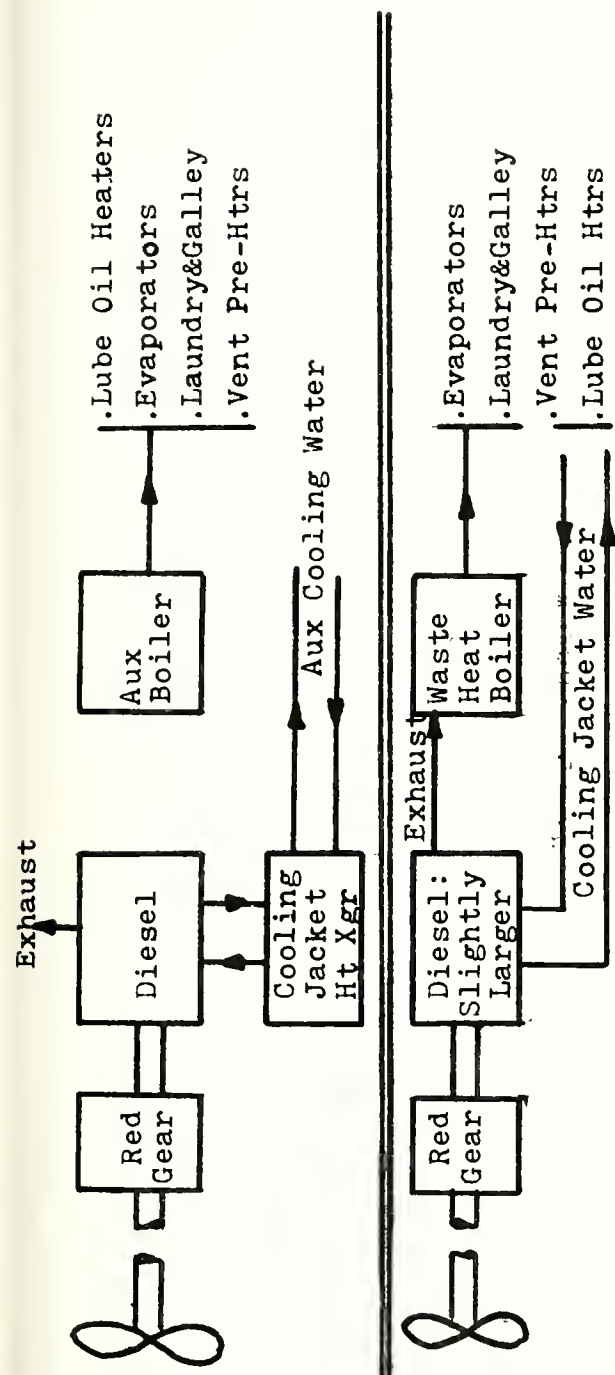 Exhaust
Red
Gear
Diesel
Cooling
Jacket
Ht Xgr
Aux Cooling Water
Aux
Boiler
.Lube Oil Heaters
.Evaporators
.Laundry&Galley
.Vent Pre-Htrs
Red
Gear
Diesel:
Slightly
Larger
Exhaust
Waste
Heat
Boiler
Cooling Jacket Water
.Evaporators
.Laundry&Galley
.Vent Pre-Htrs
.Lube Oil Htrs